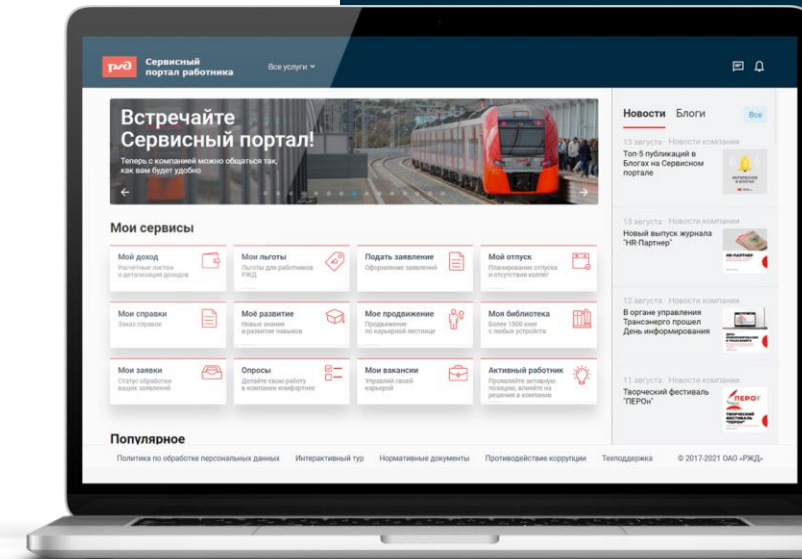 ржд
Сервисный
портал работника
Все услуги
Встречайте
Сервисный портал!
Теперь с компанией можно
общаться так,
как вам будет удобно
Мои сервисы
Мой доход
Расчетные листки
и детализация доходов
Мои льготы
Льготы для работников
РЖД
Подать заявление
Оформление заявлений
Мой отпуск
Планирование отпуска
и отсутствия коллег
Мои справки
Заказ справок
Моё развитие
Новые знания
и развитие навыков
Мое продвижение
Продвижение
по карьерной лестнице
Моя библиотека
Более 1500 книг
с любых устройств
Мои заявки
Статус обработки
ваших заявлений
Опросы
Делайте свою работу
в компании комфортнее
Мои вакансии
Управляй своей
карьерой
Активный работник
Проявляйте активную
позицию, влияйте на
решения в компании
Популярное
Новости
Блоги
Все
13 августа · Новости компании
Топ-5 публикаций в
Блогах на Сервисном
портале
13 августа · Новости компании
Новый выпуск журнала
"HR-Партнер"
HR-ПАРТНЕР
12 августа · Новости компании
В органе управления
Трансэнерго прошел
День информирования
11 августа · Новости компании
Творческий фестиваль
"ПЕРОн"
Политика по обработке персональных данных
Интерактивный тур
Нормативные документы
Противодействие коррупции
Техподдержка
© 2017-2021 ОАО «РЖД»